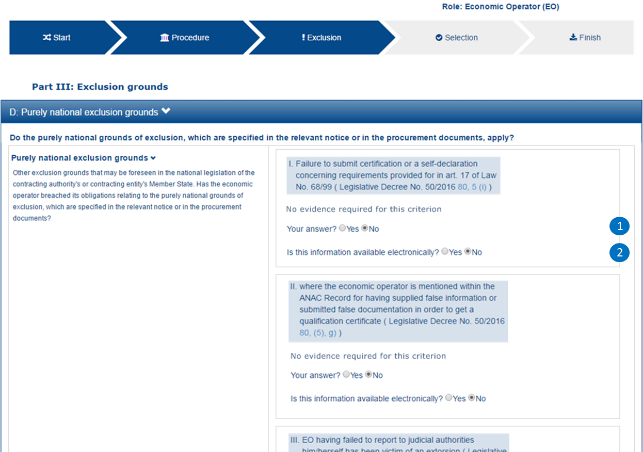 Role: Economic Operator (EO)
Start
Procedure
Exclusion
Selection
Finish
Part III: Exclusion grounds
D: Purely national exclusion grounds
Do the purely national grounds of exclusion, which are specified in the relevant notice or in the procurement documents, apply?
Purely national exclusion grounds
Other exclusion grounds that may be foreseen in the national legislation of the
contracting authority's or contracting entity's Member State. Has the economic
operator breached its obligations relating to the purely national grounds of
exclusion, which are specified in the relevant notice or in the procurement
documents?
I. Failure to submit certification or a self-declaration
concerning requirements provided for in art. 17 of Law
No. 68/99 ( Legislative Decree No. 50/2016 80, 5 (i) )
No evidence required for this criterion
Your answer? Yes No
1
Is this information available electronically? Yes No
2
II. where the economic operator is mentioned within the
ANAC Record for having supplied false information or
submitted false documentation in order to get a
qualification certificate ( Legislative Decree No. 50/2016
80, (5), g) )
No evidence required for this criterion
Your answer? Yes No
Is this information available electronically? Yes No
III. EO having failed to report to judicial authorities
him/herself has been victim of an extorsion ( Legislative